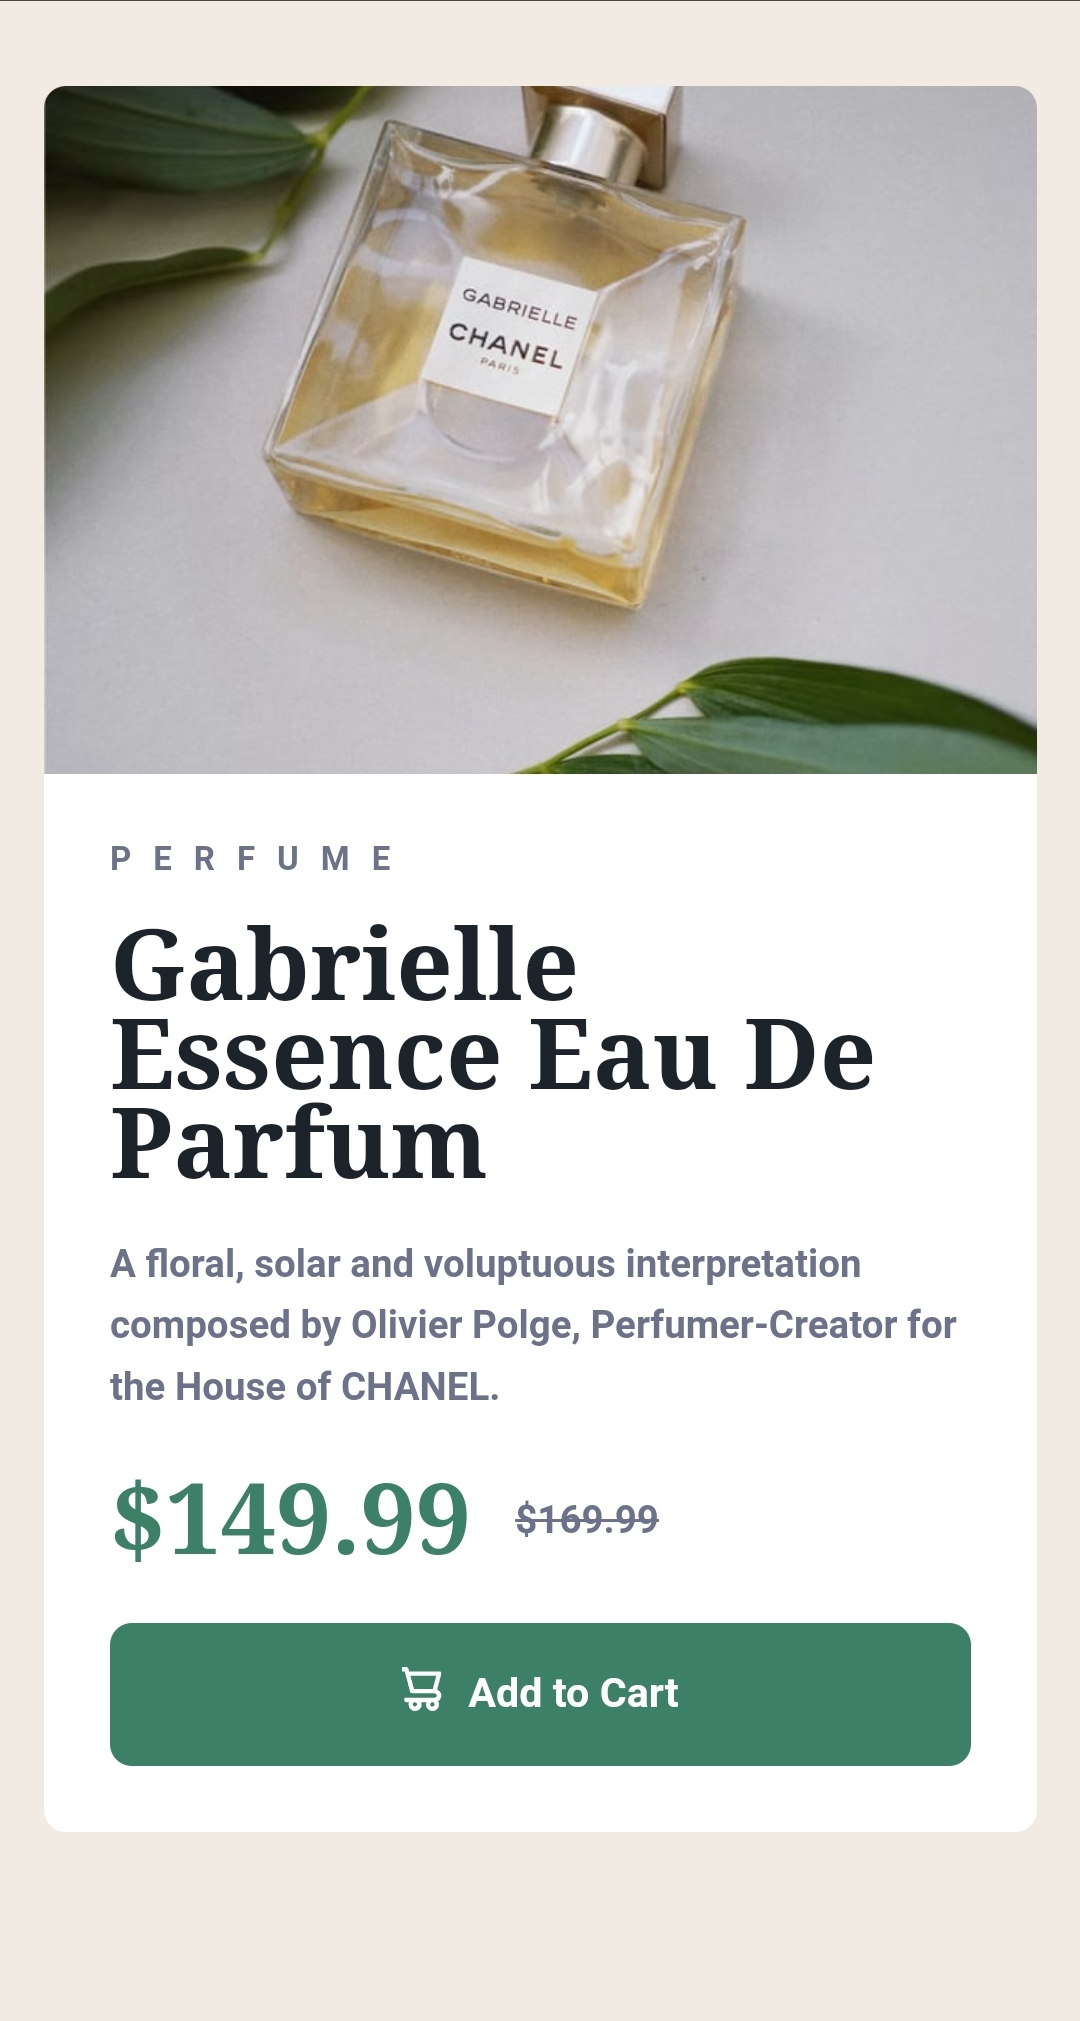 GABRIELLE
CHANEL
PARIS
PERFUME
Gabrielle
Essence Eau De
Parfum
A floral, solar and voluptuous interpretation
composed by Olivier Polge, Perfumer-Creator for
the House of CHANEL.
$149.99 $169.99
Add to Cart